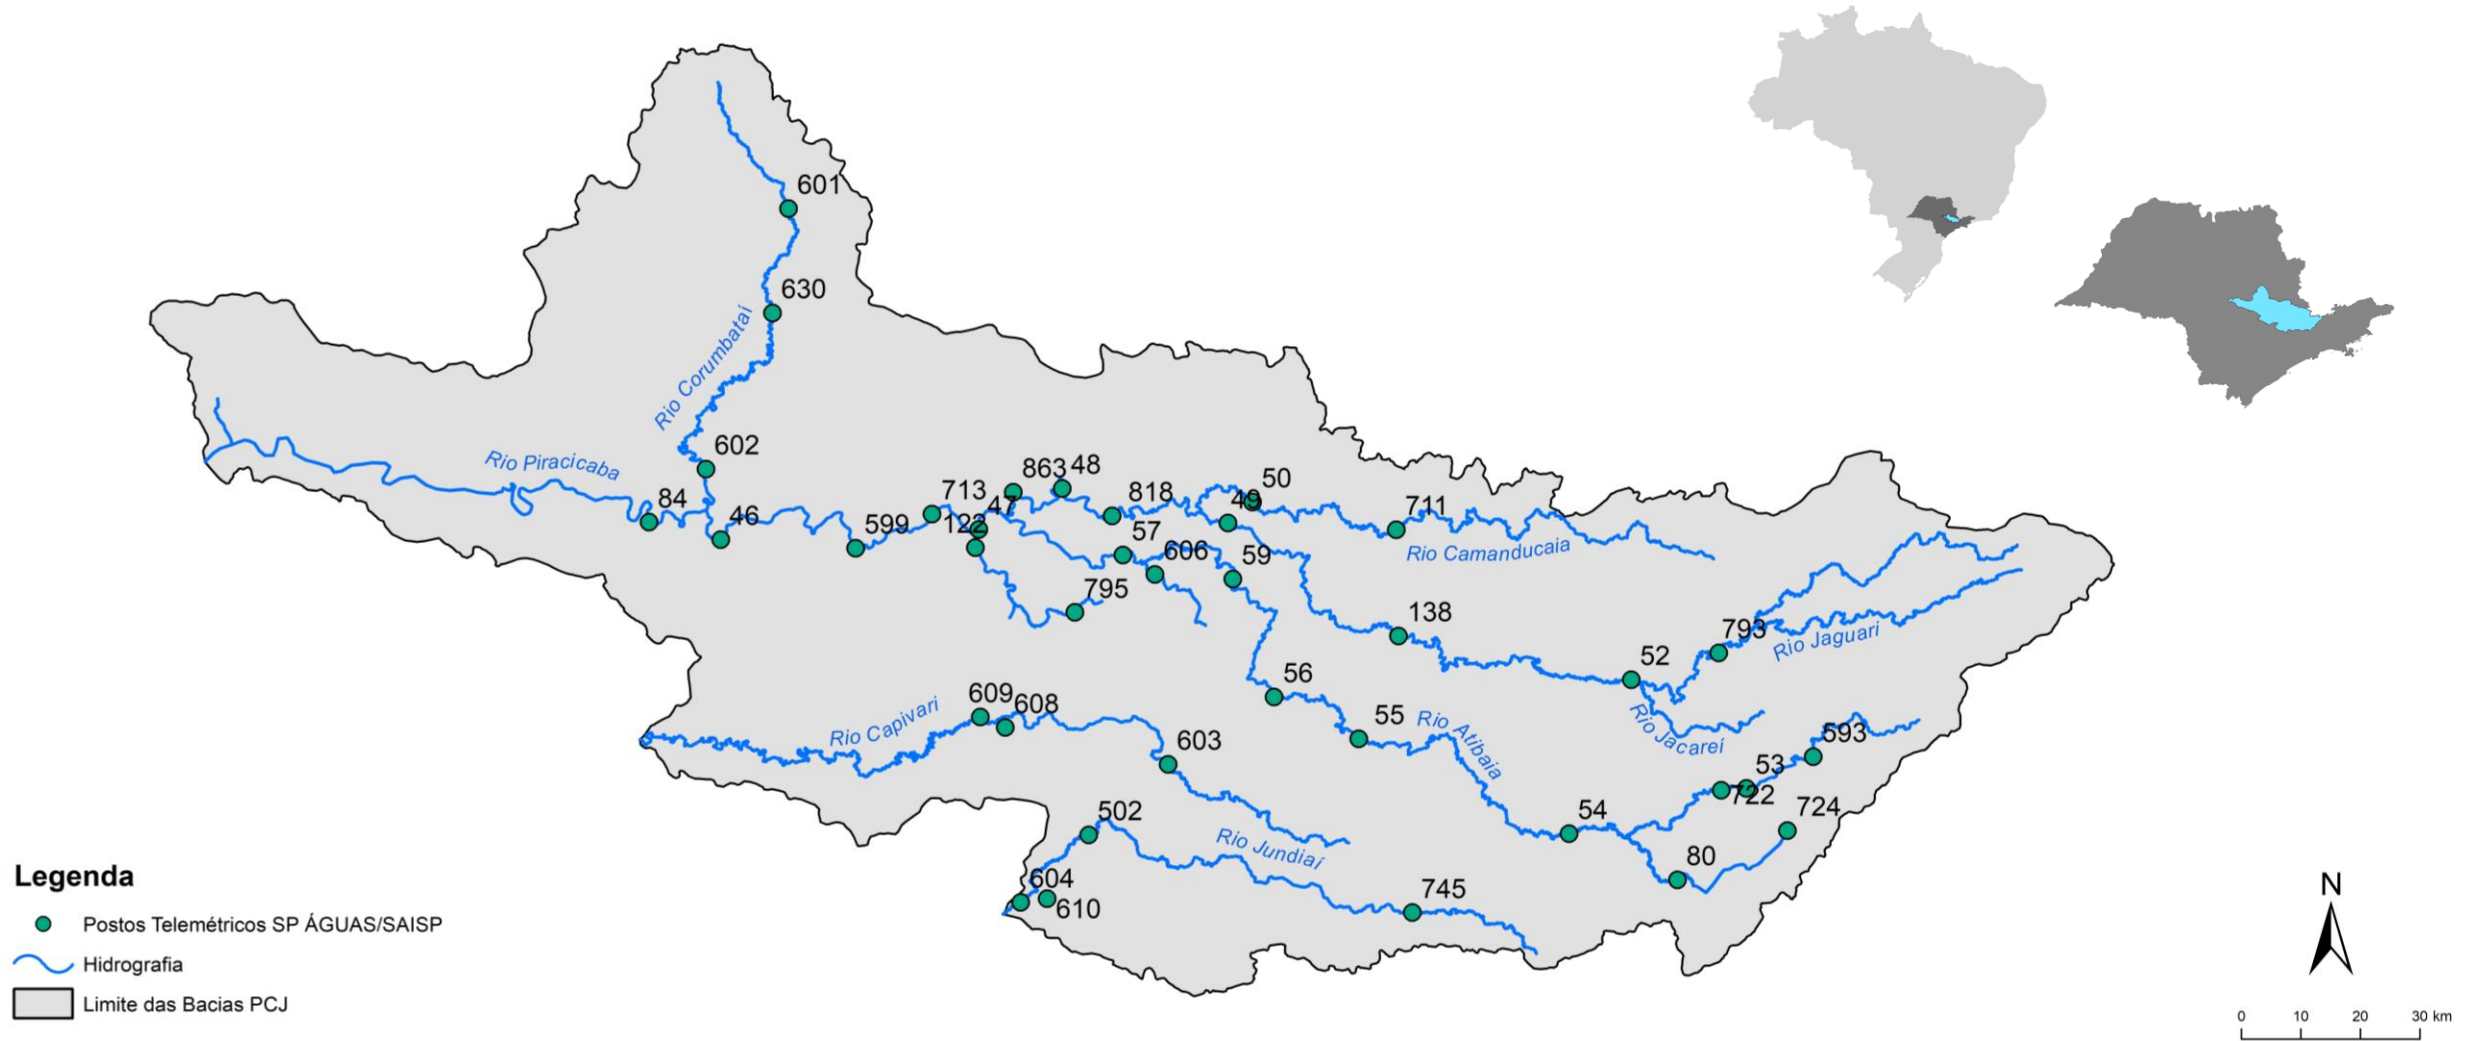 601
630
Rio Corumbataí
602
Rio Piracicaba
84
46
599
713
122
47
863
48
818
57
606
795
49
50
59
711
Rio Camanducaia
138
52
793
Rio Jaguari
Rio Jacareí
56
55
Rio Atibaia
593
53
722
724
54
80
609
608
Rio Capivari
603
502
Rio Jundiaí
604
610
745
Legenda
Postos Telemétricos SP ÁGUAS/SAISP
Hidrografia
Limite das Bacias PCJ
N
0 10 20 30 km